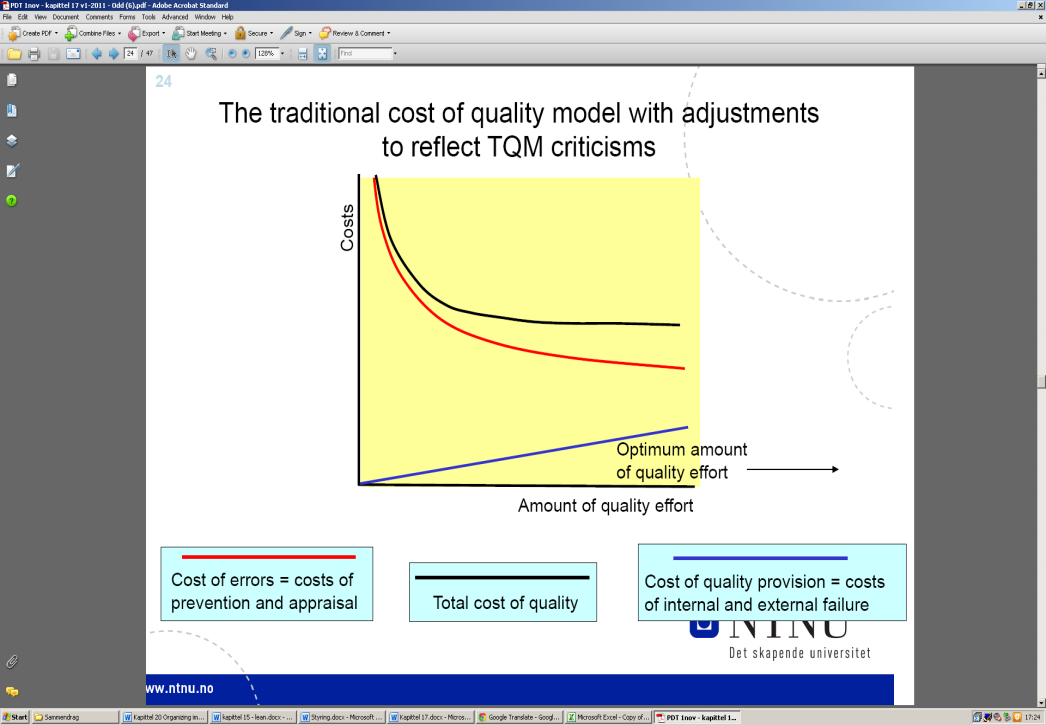 PDT 1nov - kapittel 17 v1-2011 - Odd (6).pdf - Adobe Acrobat Standard
File Edit View Document Comments Forms Tools Advanced Window Help
Create PDF Combine Files Export Start Meeting Secure Sign Review & Comment
24 / 47 128% Find
24
The traditional cost of quality model with adjustments
to reflect TQM criticisms
Costs
Optimum amount
of quality effort
Amount of quality effort
Cost of errors = costs of
prevention and appraisal
Total cost of quality
Cost of quality provision = costs
of internal and external failure
NTNU
Det skapende universitet
ww.ntnu.no
Start Sammendrag Kapittel 20 Organizing im... kapittel 15 - lean.docx - ... Styring.docx - Microsoft ... Kapittel 17.docx - Micros... Google Translate - Googl... Microsoft Excel - Copy of... PDT 1nov - kapittel 1... 17:24